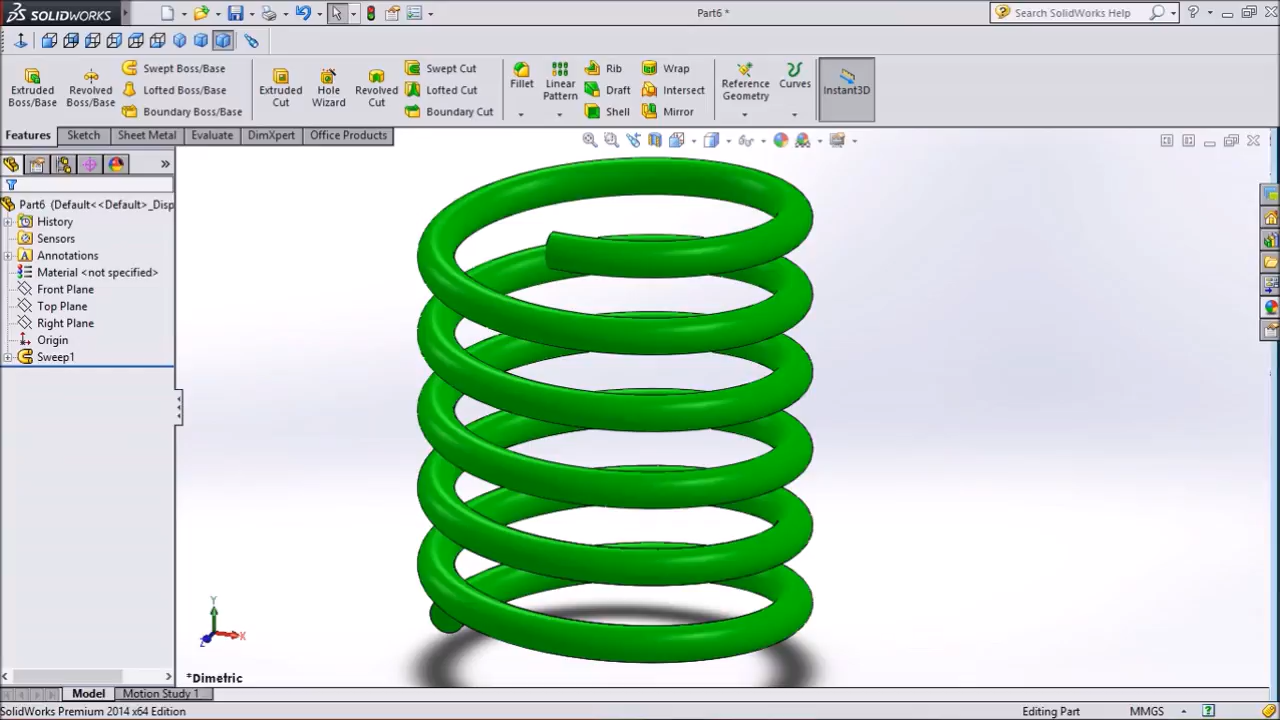 SOLIDWORKS
Part6 *
Search SolidWorks Help
Extruded Boss/Base
Revolved Boss/Base
Swept Boss/Base
Lofted Boss/Base
Boundary Boss/Base
Extruded Cut
Hole Wizard
Revolved Cut
Swept Cut
Lofted Cut
Boundary Cut
Fillet
Linear Pattern
Rib
Draft
Shell
Wrap
Intersect
Mirror
Reference Geometry
Curves
Instant3D
Features
Sketch
Sheet Metal
Evaluate
DimXpert
Office Products
Part6 (Default<<Default>_Disp
History
Sensors
A Annotations
Material <not specified>
Front Plane
Top Plane
Right Plane
Origin
Sweep1
Y
X
Z
*Dimetric
Model
Motion Study 1
SolidWorks Premium 2014 x64 Edition
Editing Part
MMGS